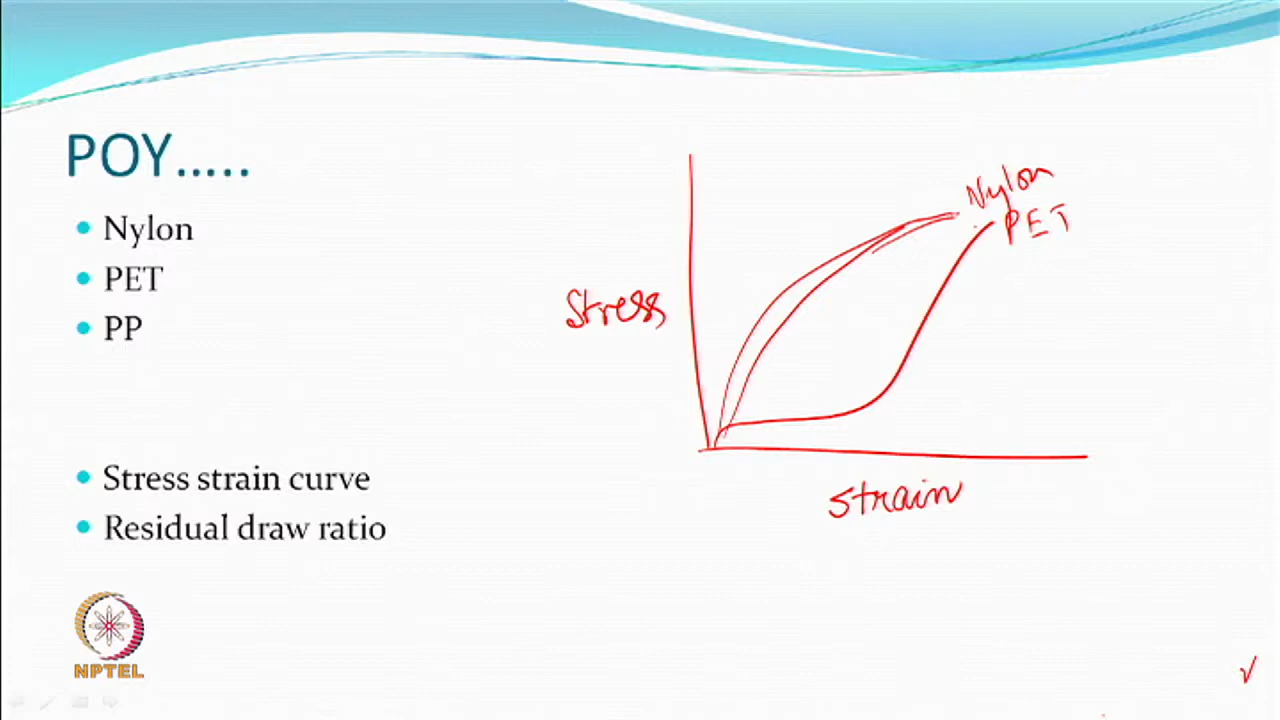 POY.....
Nylon
PET
PP
Stress strain curve
Residual draw ratio
Stress
Nylon
PET
strain
NPTEL